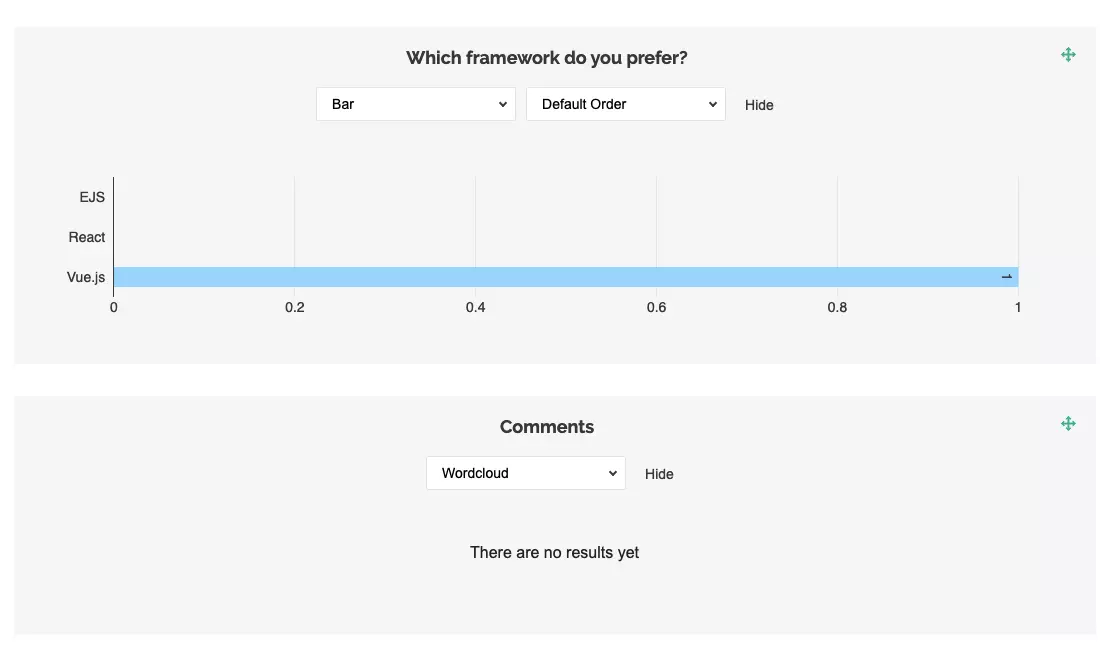 Which framework do you prefer?
Bar Default Order Hide
EJS
React
Vue.js 1
0 0.2 0.4 0.6 0.8 1
Comments
Wordcloud Hide
There are no results yet